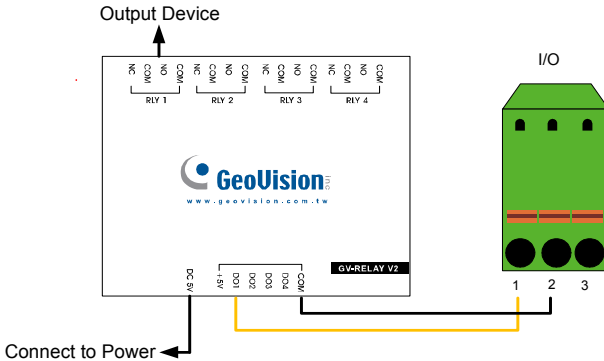 Output Device
I/O
NC COM NO COM NC COM NO COM NC COM NO COM NC COM NO COM
RLY 1 RLY 2 RLY 3 RLY 4
GeoVision inc
www.geovision.com.tw
GV-RELAY V2
DC 5V +5V DO1 DO2 DO3 DO4 COM
1 2 3
Connect to Power